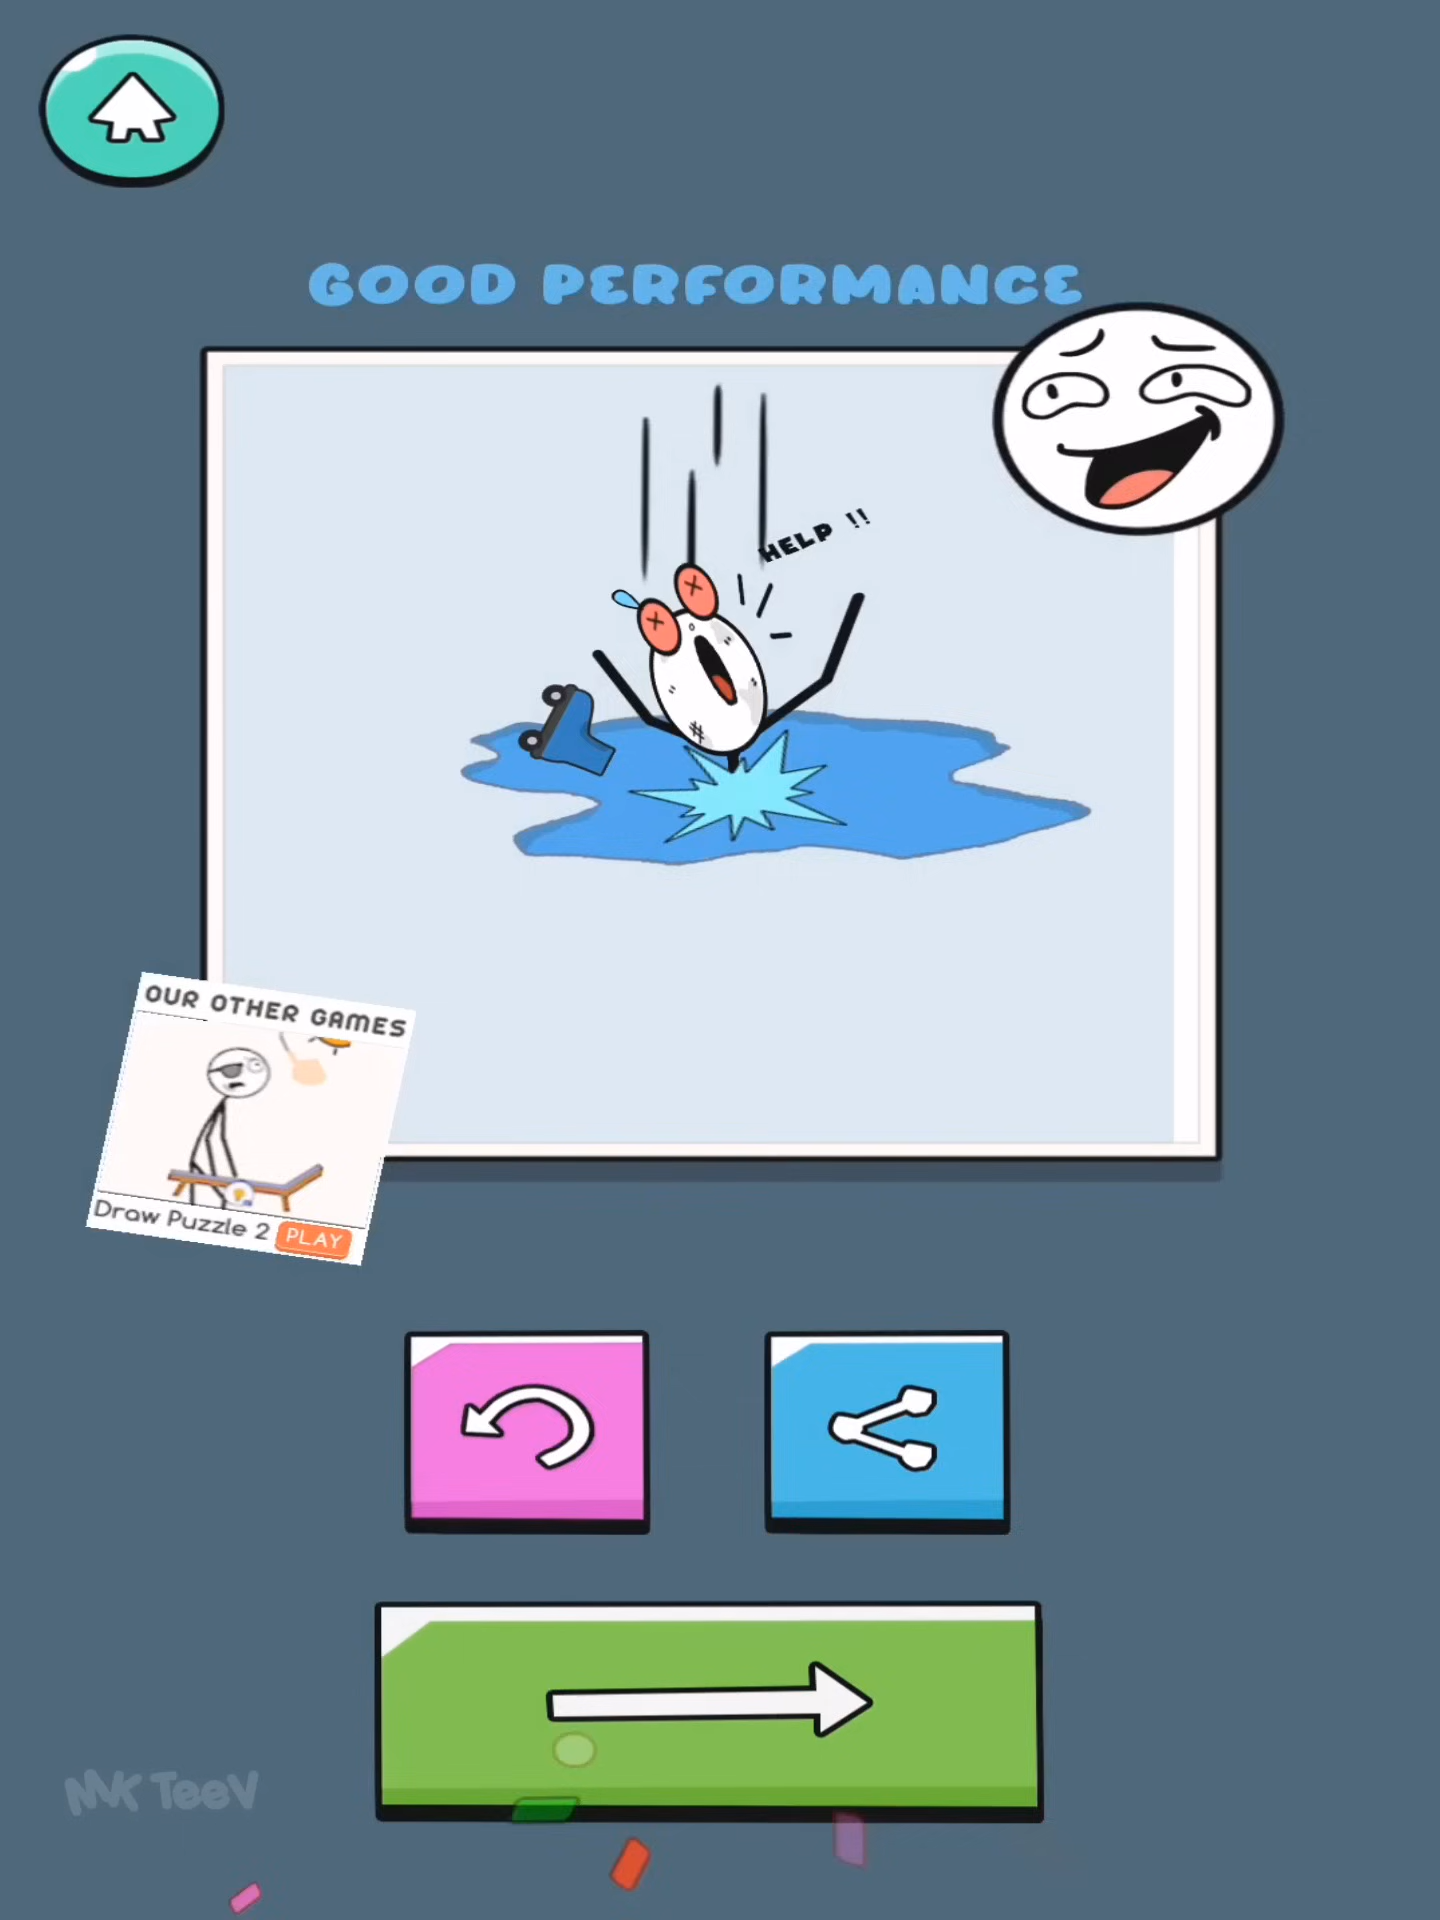 GOOD PERFORMANCE
HELP !!
OUR OTHER GAMES
Draw Puzzle 2
PLAY
MK TeeV